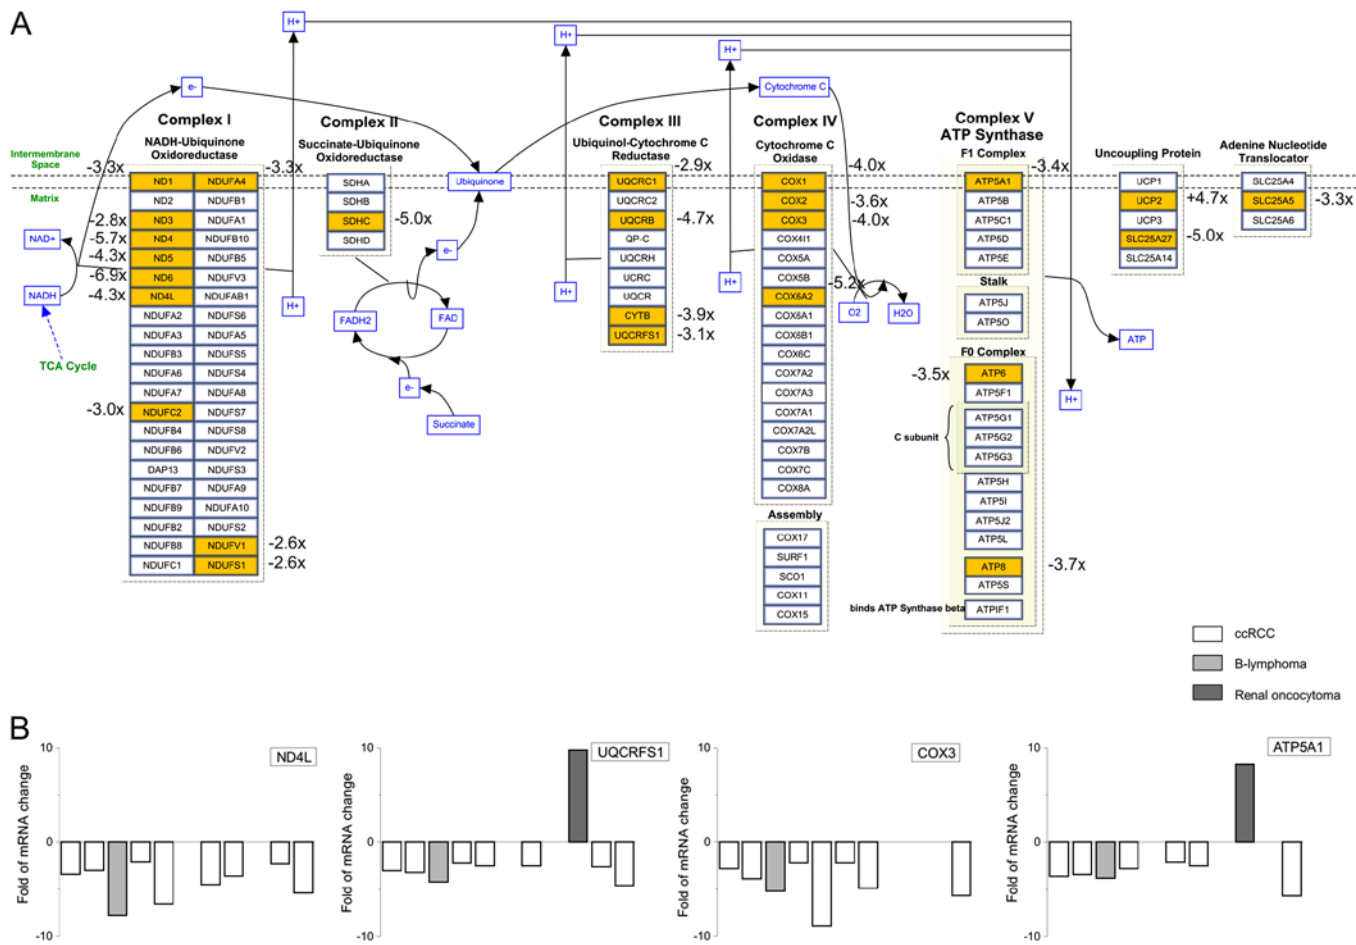 A
H+
H+
H+
e-
Cytochrome C
Complex I
NADH-Ubiquinone
Oxidoreductase
Complex II
Succinate-Ubiquinone
Oxidoreductase
Complex III
Ubiquinol-Cytochrome C
Reductase
Complex IV
Cytochrome C
Oxidase
Complex V
ATP Synthase
F1 Complex
Uncoupling Protein
Adenine Nucleotide
Translocator
Intermembrane
Space
Matrix
-3.3x
ND1 NDUFA4
-3.3x
ND2 NDUFB1
-2.8x ND3 NDUFA1
-5.7x ND4 NDUFB10
-4.3x ND5 NDUFB5
-6.9x ND6 NDUFV3
-4.3x ND4L NDUFAB1
NDUFA2 NDUFS6
NDUFA3 NDUFA5
NDUFB3 NDUFS5
NDUFA6 NDUFS4
NDUFA7 NDUFA8
-3.0x NDUFC2 NDUFS7
NDUFB4 NDUFS8
NDUFB6 NDUFV2
DAP13 NDUFS3
NDUFB7 NDUFA9
NDUFB9 NDUFA10
NDUFB2 NDUFS2
NDUFB8 NDUFV1 -2.6x
NDUFC1 NDUFS1 -2.6x
NAD+
NADH
TCA Cycle
H+
SDHA
SDHB
SDHC -5.0x
SDHD
Ubiquinone
e-
FADH2
FAD
e-
Succinate
-2.9x
UQCRC1
UQCRC2
UQCRB -4.7x
QP-C
UQCRH
UCRC
UQCR
CYTB -3.9x
UQCRFS1 -3.1x
H+
H+
-4.0x
COX1
COX2 -3.6x
COX3 -4.0x
COX4I1
COX5A
COX5B
-5.2x
COX6A2
COX6A1
COX6B1
COX6C
COX7A2
COX7A3
COX7A1
COX7A2L
COX7B
COX7C
COX8A
Assembly
COX17
SURF1
SCO1
COX11
COX15
O2
H2O
-3.4x
ATP5A1
ATP5B
ATP5C1
ATP5D
ATP5E
Stalk
ATP5J
ATP5O
F0 Complex
-3.5x ATP6
ATP5F1
ATP5G1
C subunit ATP5G2
ATP5G3
ATP5H
ATP5I
ATP5J2
ATP5L
ATP8 -3.7x
ATP5S
binds ATP Synthase beta ATPIF1
ATP
H+
UCP1
UCP2 +4.7x
UCP3
SLC25A27 -5.0x
SLC25A14
SLC25A4
SLC25A5 -3.3x
SLC25A6
ccRCC
B-lymphoma
Renal oncocytoma
B
Fold of mRNA change
10
0
-10
ND4L
Fold of mRNA change
10
0
-10
UQCRFS1
Fold of mRNA change
10
0
-10
COX3
Fold of mRNA change
10
0
-10
ATP5A1